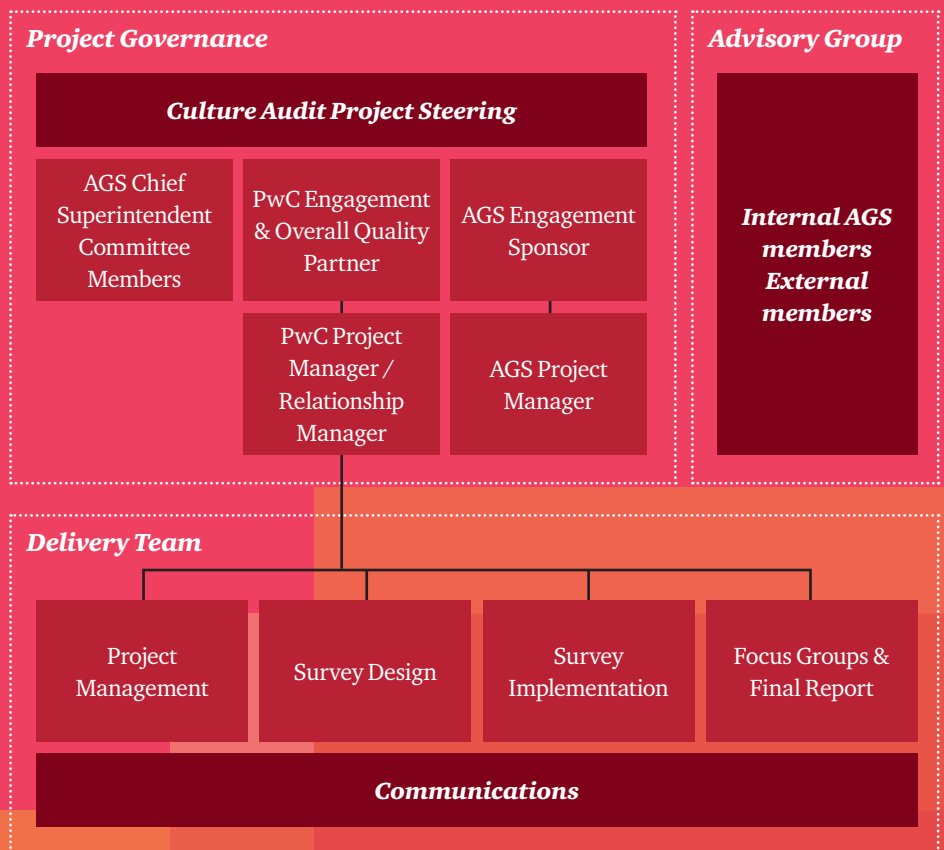 Project Governance
Culture Audit Project Steering
AGS Chief
Superintendent
Committee
Members
PwC Engagement
& Overall Quality
Partner
AGS Engagement
Sponsor
PwC Project
Manager /
Relationship
Manager
AGS Project
Manager
Advisory Group
Internal AGS
members
External
members
Delivery Team
Project
Management
Survey Design
Survey
Implementation
Focus Groups &
Final Report
Communications